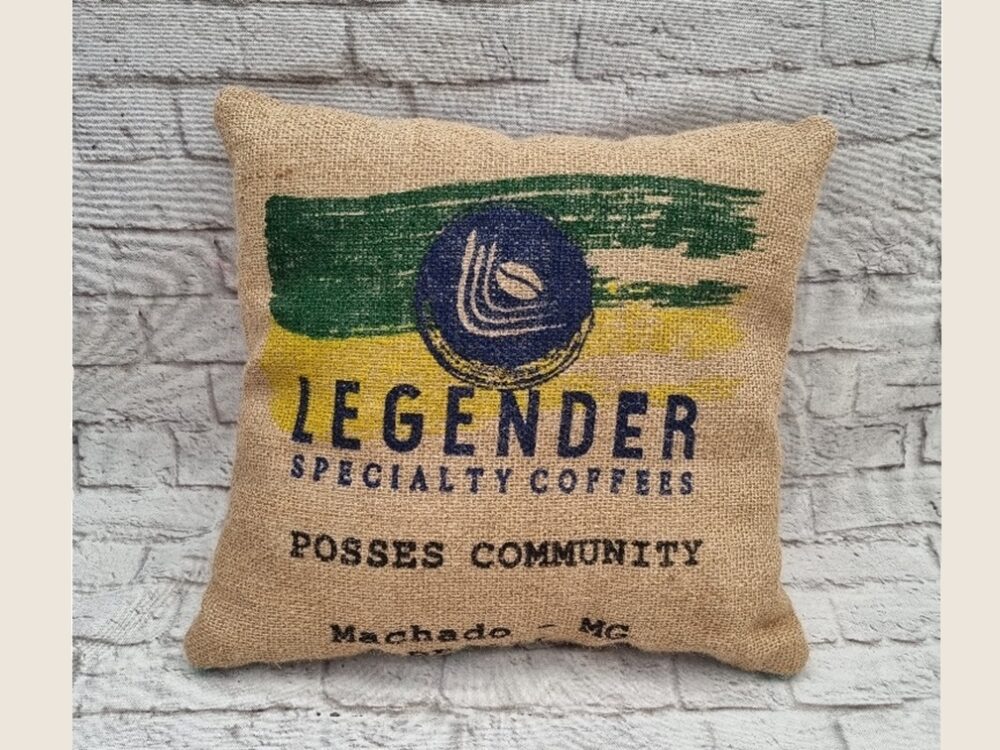 LEGENDER
SPECIALTY COFFEES
POSSES COMMUNITY
Machado - MG